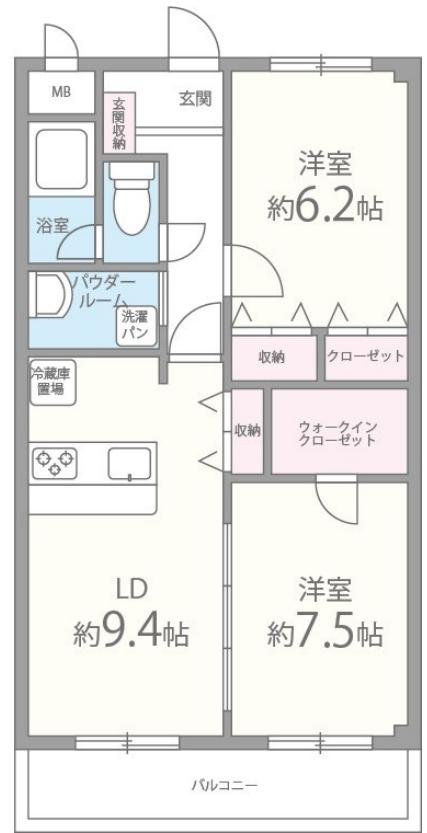 MB
玄関
玄関収納
洋室
約6.2帖
浴室
パウダー
ルーム
洗濯
パン
収納
クローゼット
冷蔵庫
置場
収納
ウォークイン
クローゼット
LD
約9.4帖
洋室
約7.5帖
バルコニー